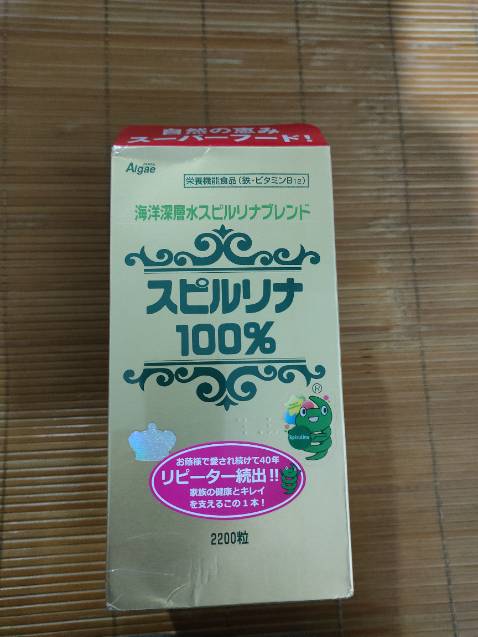 自然の恵み
スーパーフード!
Algae
栄養機能食品(鉄・ビタミンB12)
海洋深層水スピルリナブレンド
スピルリナ
100%
®
Spirulina
お蔭様で愛され続けて40年
リピーター続出!!
家族の健康とキレイ
を支えるこの1本!
2200粒